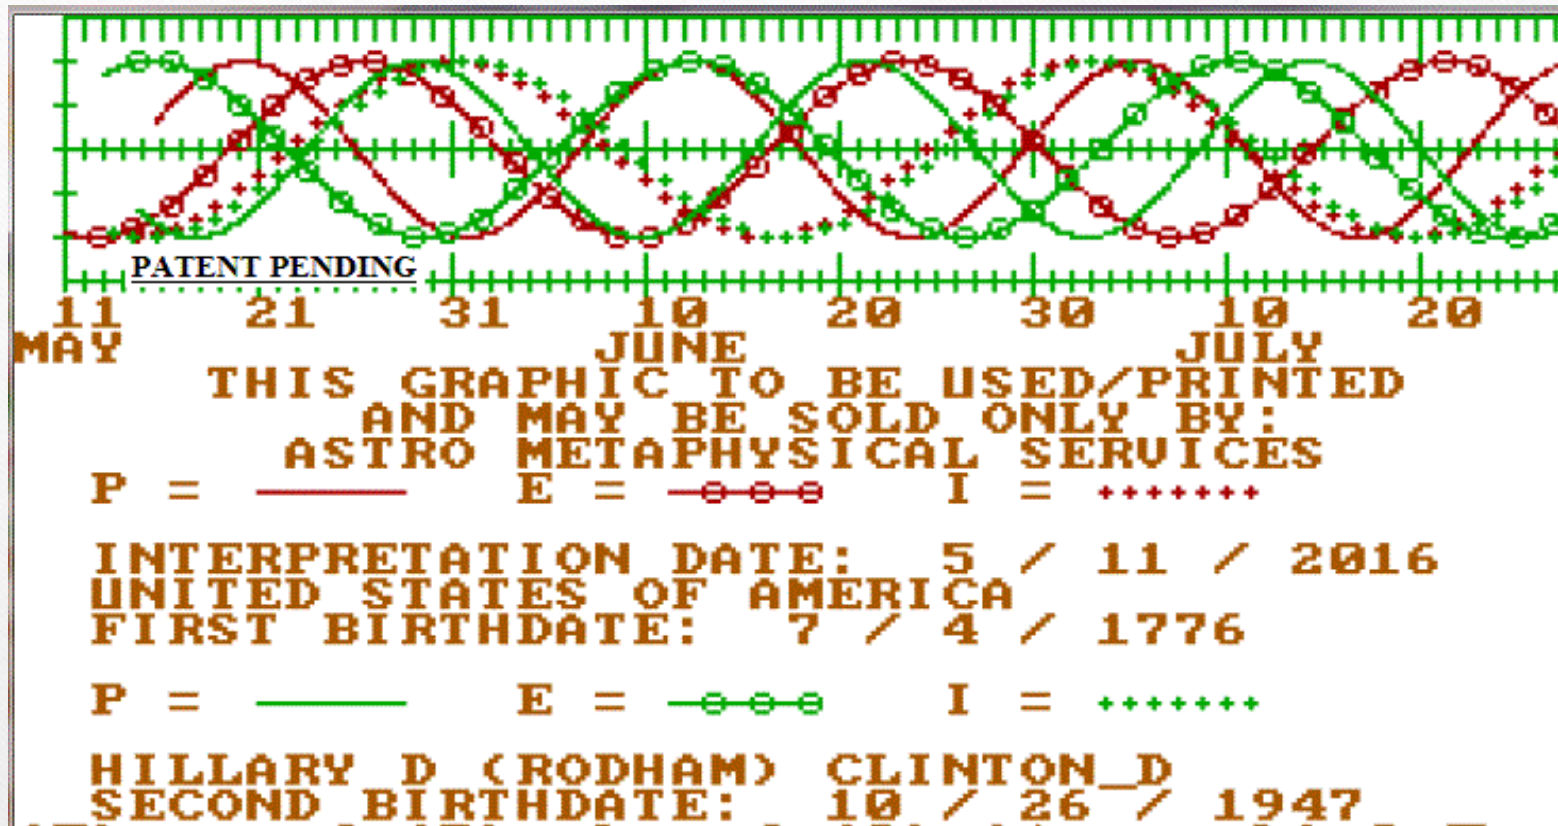 PATENT PENDING
11 21 31 10 20 30 10 20
MAY JUNE JULY
THIS GRAPHIC TO BE USED/PRINTED
AND MAY BE SOLD ONLY BY:
ASTRO METAPHYSICAL SERVICES
P = E = I =
INTERPRETATION DATE: 5 / 11 / 2016
UNITED STATES OF AMERICA
FIRST BIRTHDATE: 7 / 4 / 1776
P = E = I =
HILLARY D (RODHAM) CLINTON_D
SECOND BIRTHDATE: 10 / 26 / 1947